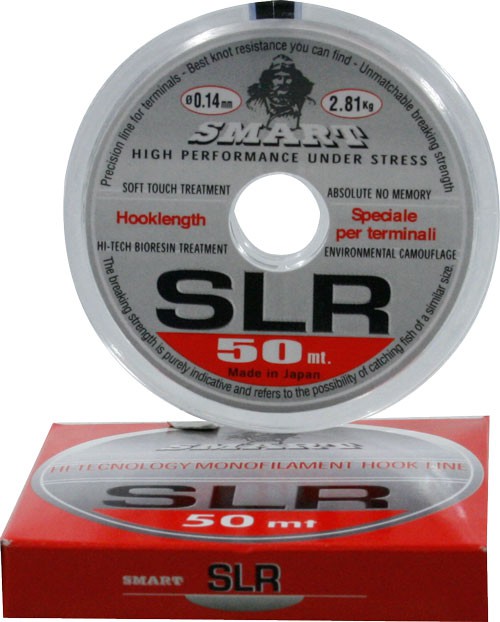 Precision line for terminals - Best knot resistance you can find - Unmatchable breaking strength
Ø0.14mm
2.81Kg
SMART
HIGH PERFORMANCE UNDER STRESS
SOFT TOUCH TREATMENT
ABSOLUTE NO MEMORY
Hooklength
Speciale
per terminali
HI-TECH BIORESIN TREATMENT
ENVIRONMENTAL CAMOUFLAGE
SLR
50 mt.
Made in Japan
The breaking strength is purely indicative and refers to the possibility of catching fish of a similar size
HI-TECNOLOGY MONOFILAMENT HOOK LINE
SLR
50 mt
SMART SLR